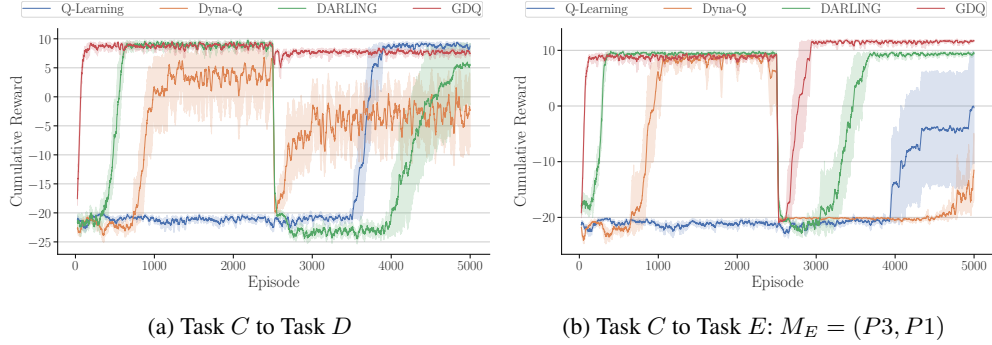 Q-Learning Dyna-Q DARLING GDQ
10
5
0
−5
−10
−15
−20
−25
Cumulative Reward
0 1000 2000 3000 4000 5000
Episode
(a) Task C to Task D
Q-Learning Dyna-Q DARLING GDQ
10
0
−10
−20
Cumulative Reward
0 1000 2000 3000 4000 5000
Episode
(b) Task C to Task E: M_E = (P3, P1)